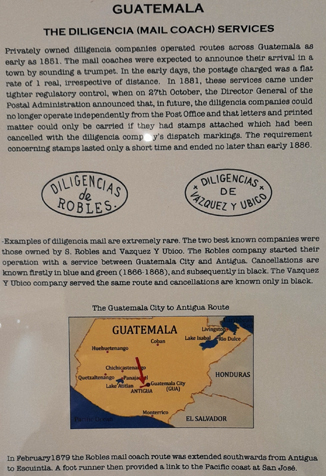 GUATEMALA
THE DILIGENCIA (MAIL COACH) SERVICES
Privately owned diligencia companies operated routes across Guatemala as
early as 1851. The mail coaches were expected to announce their arrival in a
town by sounding a trumpet. In the early days, the postage charged was a flat
rate of 1 real, irrespective of distance. In 1881, these services came under
tighter regulatory control, when on 27th October, the Director General of the
Postal Administration announced that, in future, the diligencia companies could
no longer operate independently from the Post Office and that letters and printed
matter could only be carried if they had stamps attached which had been
cancelled with the diligencia company's dispatch markings. The requirement
concerning stamps lasted only a short time and ended no later than early 1886.
DILIGENCIAS
de
ROBLES.
DILIGENCIAS
DE
VAZQUEZ Y UBICO
Examples of diligencia mail are extremely rare. The two best known companies were
those owned by S. Robles and Vazquez Y Ubico. The Robles company started their
operation with a service between Guatemala City and Antigua. Cancellations are
known firstly in blue and green (1866-1868), and subsequently in black. The Vazquez
Y Ubico company served the same route and cancellations are known only in black.
The Guatemala City to Antigua Route
GUATEMALA
Livingston
Coban
Lake Isabel
Rio Dulce
Huehuetenango
Chichicastenango
Quetzaltenango
Panajachel
Lake Atitlan
Guatemala City
(GUA)
ANTIGUA
HONDURAS
Monterrico
EL SALVADOR
In February 1879 the Robles mail coach route was extended southwards from Antigua
to Escuintla. A foot runner then provided a link to the Pacific coast at San José.